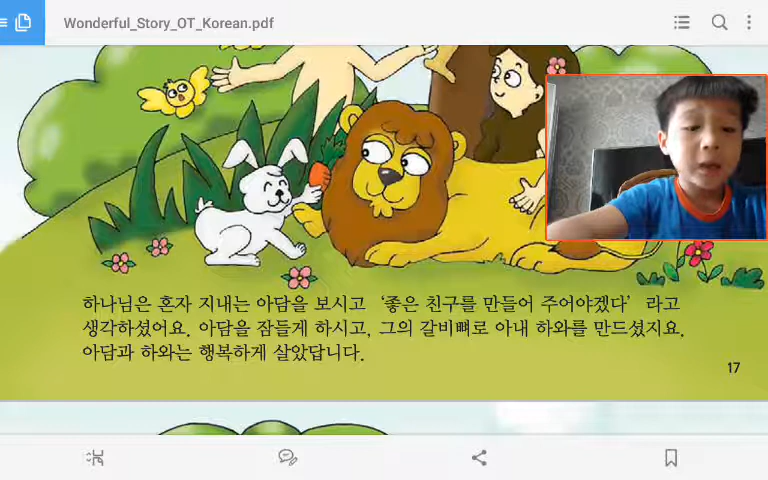 Wonderful_Story_OT_Korean.pdf
하나님은 혼자 지내는 아담을 보시고 ‘좋은 친구를 만들어 주어야겠다’ 라고
생각하셨어요. 아담을 잠들게 하시고, 그의 갈비뼈로 아내 하와를 만드셨지요.
아담과 하와는 행복하게 살았답니다.
17